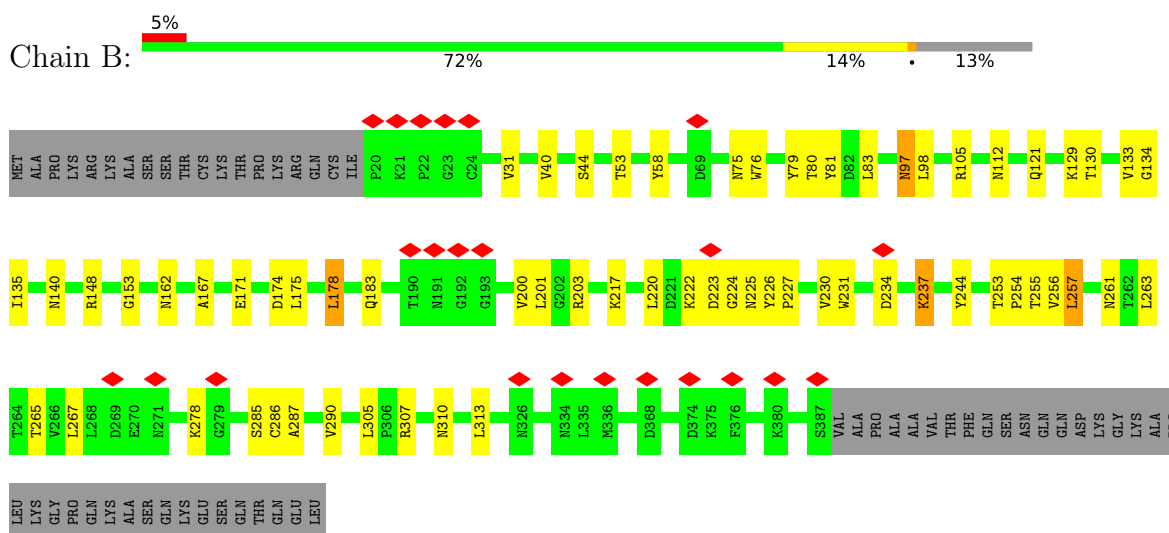 5%
Chain B:
72% 14% • 13%
MET ALA PRO LYS ARG LYS ALA SER SER THR CYS LYS THR PRO LYS ARG GLN CYS ILE P20 K21 P22 G23 C24 V31 V40 S44 T53 Y58 D69 N75 W76 Y79 T80 Y81 D82 L83 N97 L98 R105 N112 Q121 K129 T130 V133 G134
I135 N140 R148 G153 N162 A167 E171 D174 L175 L178 Q183 T190 N191 G192 G193 V200 L201 G202 R203 K217 L220 D221 K222 D223 G224 N225 Y226 P227 V230 W231 D234 K237 Y244 T253 P254 T255 V256 L257 N261 T262 L263
T264 T265 V266 L267 L268 D269 E270 N271 K278 G279 S285 C286 A287 V290 L305 P306 R307 N310 L313 N326 N334 L335 M336 D368 D374 K375 F376 K380 S387 VAL ALA PRO ALA ALA VAL THR PHE GLN SER ASN GLN GLN ASP LYS GLY LYS ALA
LEU LYS GLY PRO GLN LYS ALA SER GLN LYS GLU SER GLN THR GLN GLU LEU